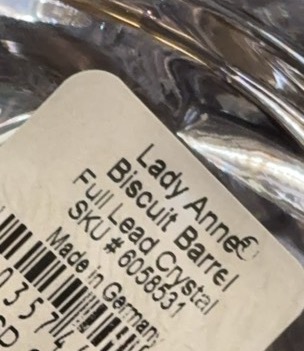 Lady Anne®
Biscuit Barrel
Full Lead Crystal
SKU # 6058531
Made in Germany